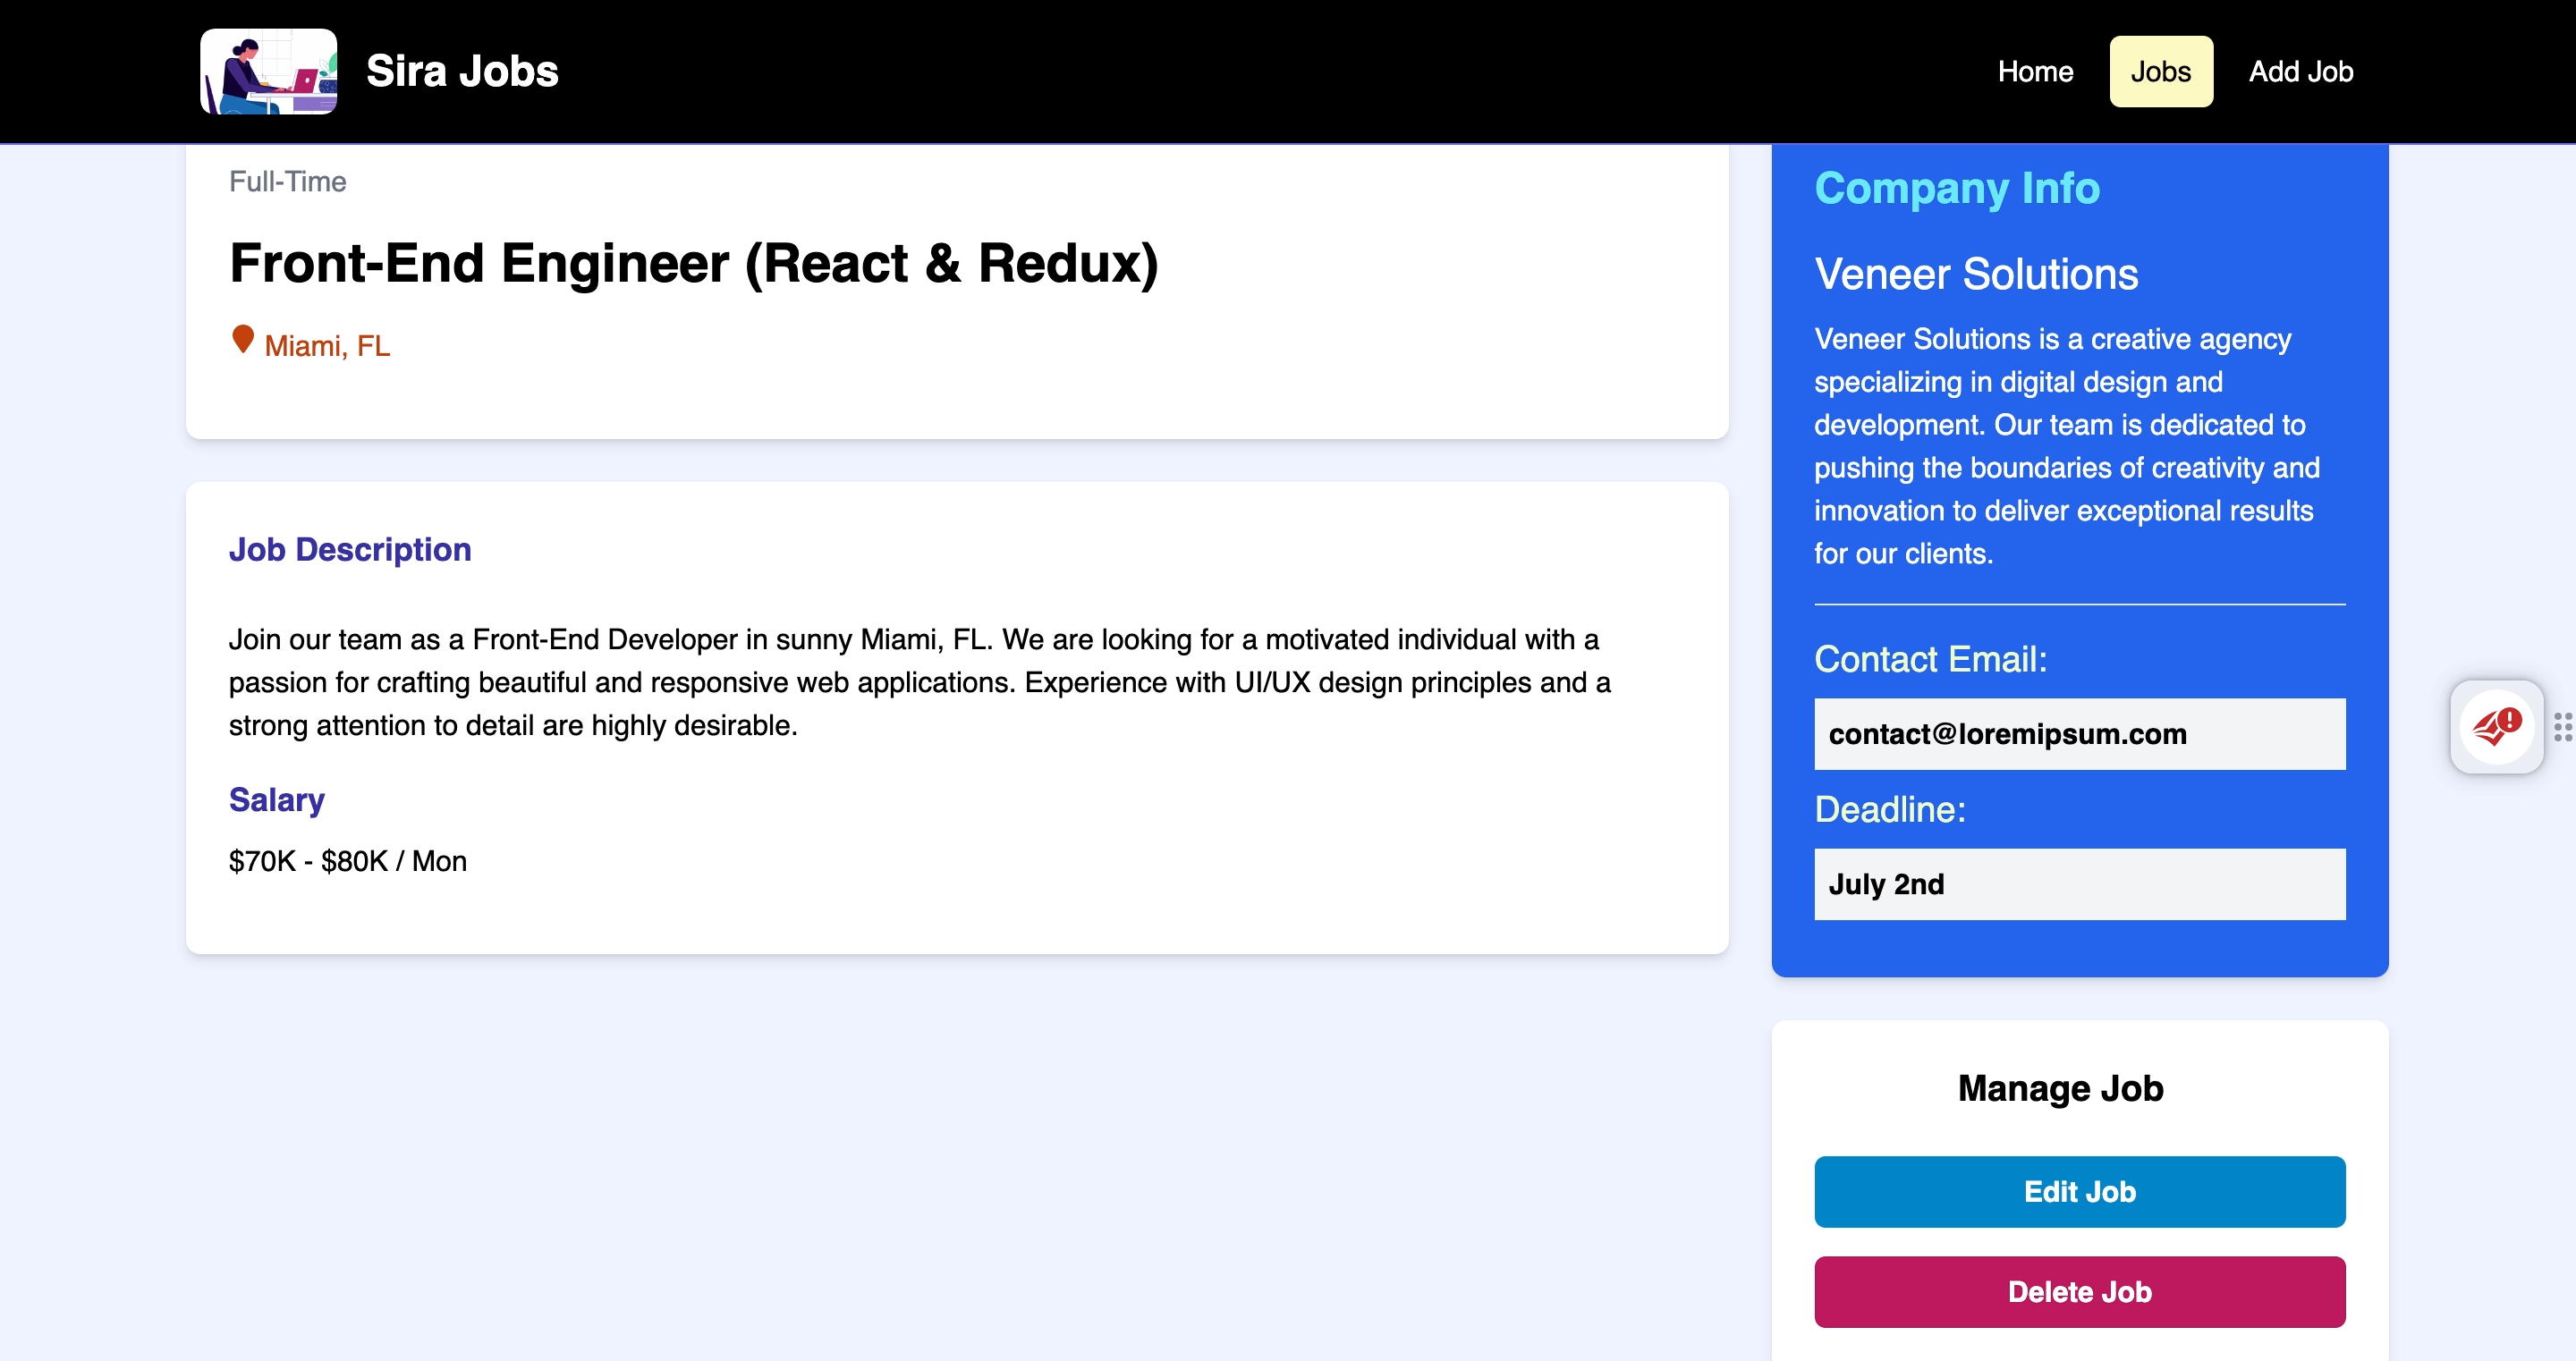 Sira Jobs
Home
Jobs
Add Job
Full-Time
Front-End Engineer (React & Redux)
Miami, FL
Job Description
Join our team as a Front-End Developer in sunny Miami, FL. We are looking for a motivated individual with a
passion for crafting beautiful and responsive web applications. Experience with UI/UX design principles and a
strong attention to detail are highly desirable.
Salary
$70K - $80K / Mon
Company Info
Veneer Solutions
Veneer Solutions is a creative agency
specializing in digital design and
development. Our team is dedicated to
pushing the boundaries of creativity and
innovation to deliver exceptional results
for our clients.
Contact Email:
contact@loremipsum.com
Deadline:
July 2nd
Manage Job
Edit Job
Delete Job